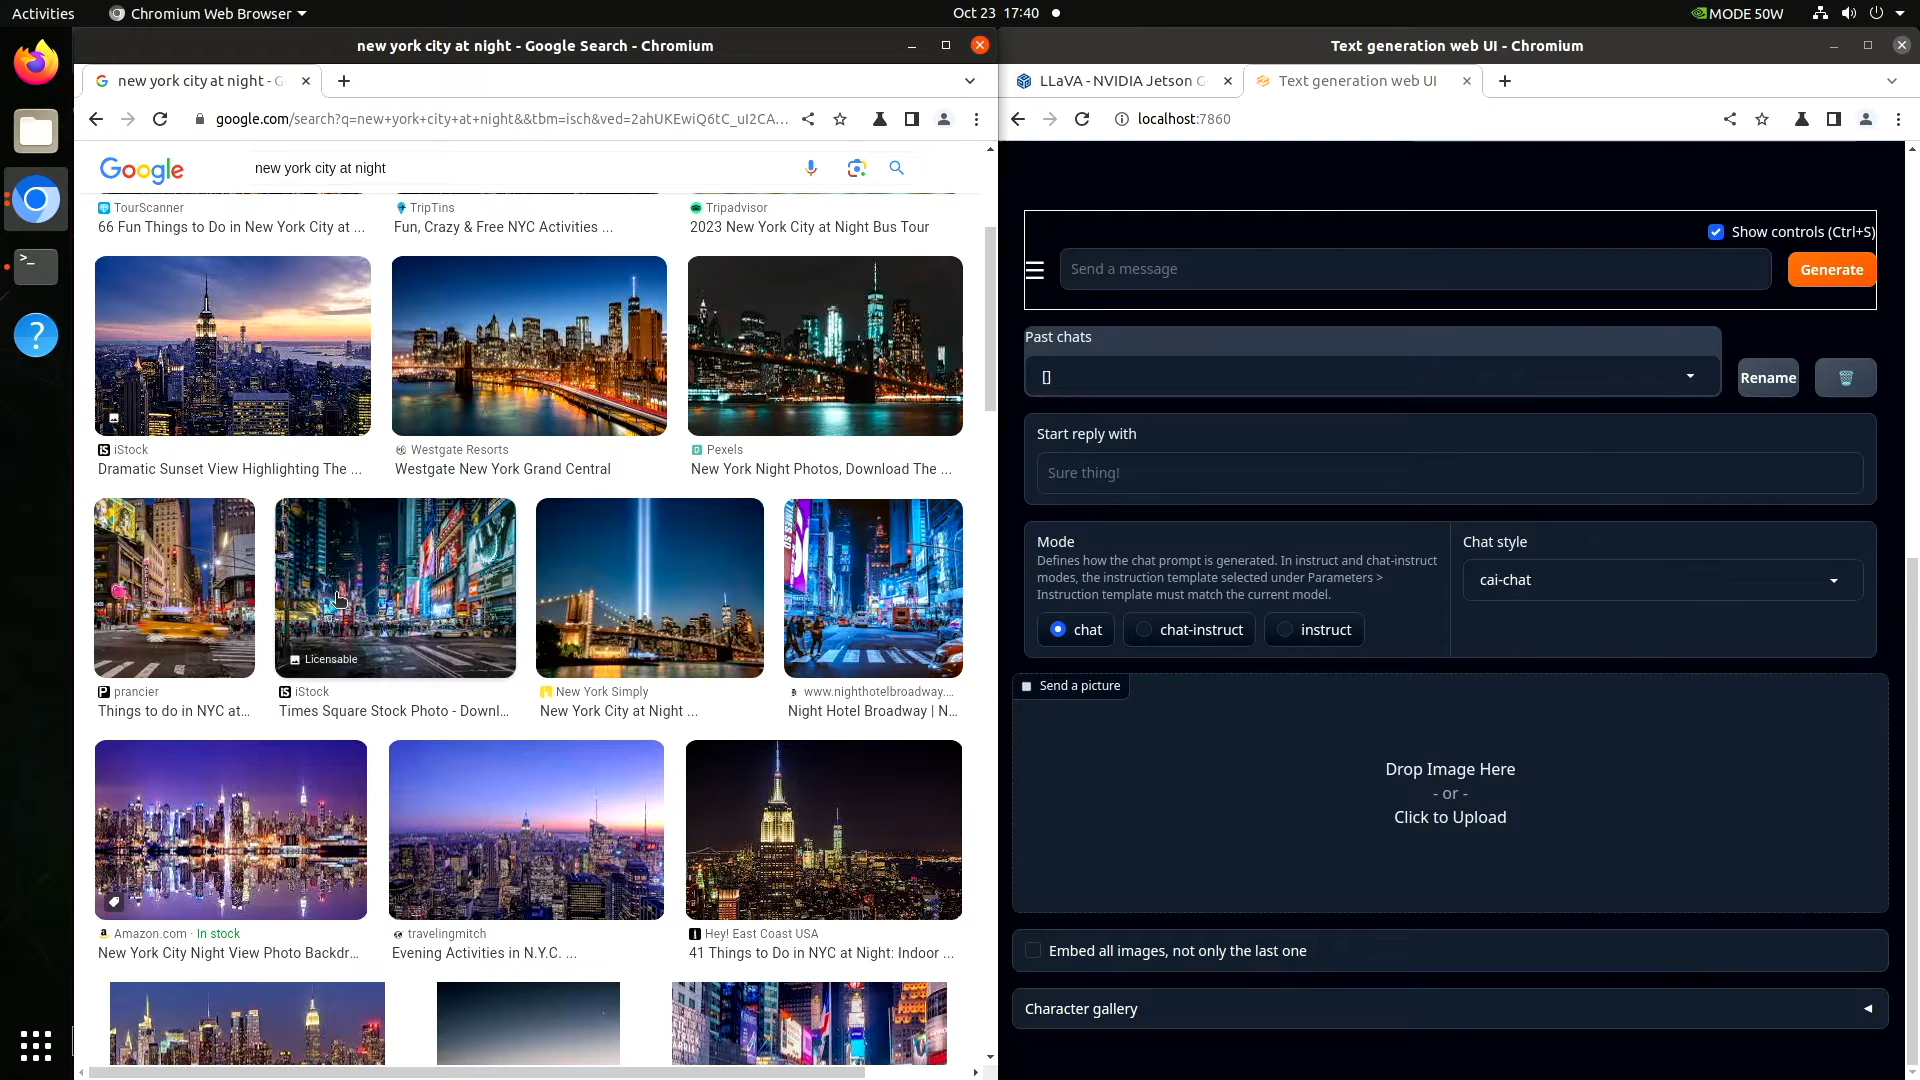 Activities
Chromium Web Browser
Oct 23 17:40
MODE 50W
new york city at night - Google Search - Chromium
new york city at night - G
google.com/search?q=new+york+city+at+night&&tbm=isch&ved=2ahUKEwiQ6tC_uI2CA...
Google
new york city at night
TourScanner
66 Fun Things to Do in New York City at ...
TripTins
Fun, Crazy & Free NYC Activities ...
Tripadvisor
2023 New York City at Night Bus Tour
iStock
Dramatic Sunset View Highlighting The ...
Westgate Resorts
Westgate New York Grand Central
Pexels
New York Night Photos, Download The ...
Licensable
prancier
Things to do in NYC at...
iStock
Times Square Stock Photo - Downl...
New York Simply
New York City at Night ...
www.nighthotelbroadway....
Night Hotel Broadway | N...
Amazon.com · In stock
New York City Night View Photo Backdr...
travelingmitch
Evening Activities in N.Y.C. ...
Hey! East Coast USA
41 Things to Do in NYC at Night: Indoor ...
Text generation web UI - Chromium
LLaVA - NVIDIA Jetson G
Text generation web UI
localhost:7860
Show controls (Ctrl+S)
Send a message
Generate
Past chats
[]
Rename
Start reply with
Sure thing!
Mode
Defines how the chat prompt is generated. In instruct and chat-instruct
modes, the instruction template selected under Parameters >
Instruction template must match the current model.
chat
chat-instruct
instruct
Chat style
cai-chat
Send a picture
Drop Image Here
- or -
Click to Upload
Embed all images, not only the last one
Character gallery